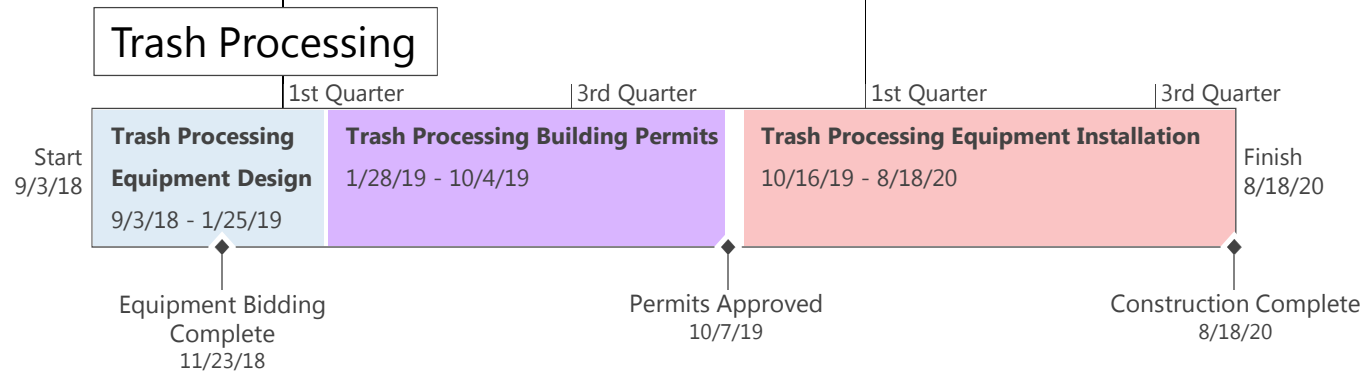 Trash Processing
1st Quarter
3rd Quarter
1st Quarter
3rd Quarter
Start
9/3/18
Trash Processing
Equipment Design
9/3/18 - 1/25/19
Trash Processing Building Permits
1/28/19 - 10/4/19
Trash Processing Equipment Installation
10/16/19 - 8/18/20
Finish
8/18/20
Equipment Bidding
Complete
11/23/18
Permits Approved
10/7/19
Construction Complete
8/18/20